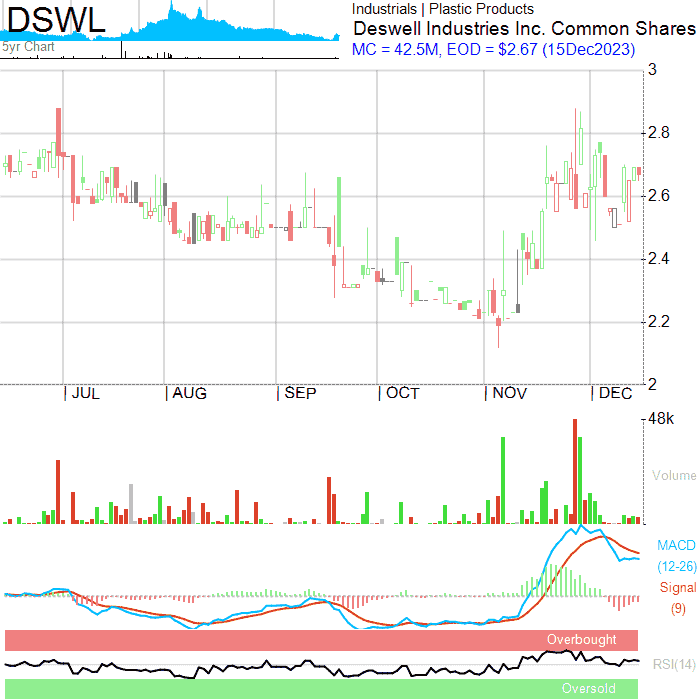 DSWL
5yr Chart
Industrials | Plastic Products
Deswell Industries Inc. Common Shares
MC = 42.5M, EOD = $2.67 (15Dec2023)
3
2.8
2.6
2.4
2.2
2
JUL AUG SEP OCT NOV DEC
48k
Volume
MACD
(12-26)
Signal
(9)
Overbought
RSI(14)
Oversold